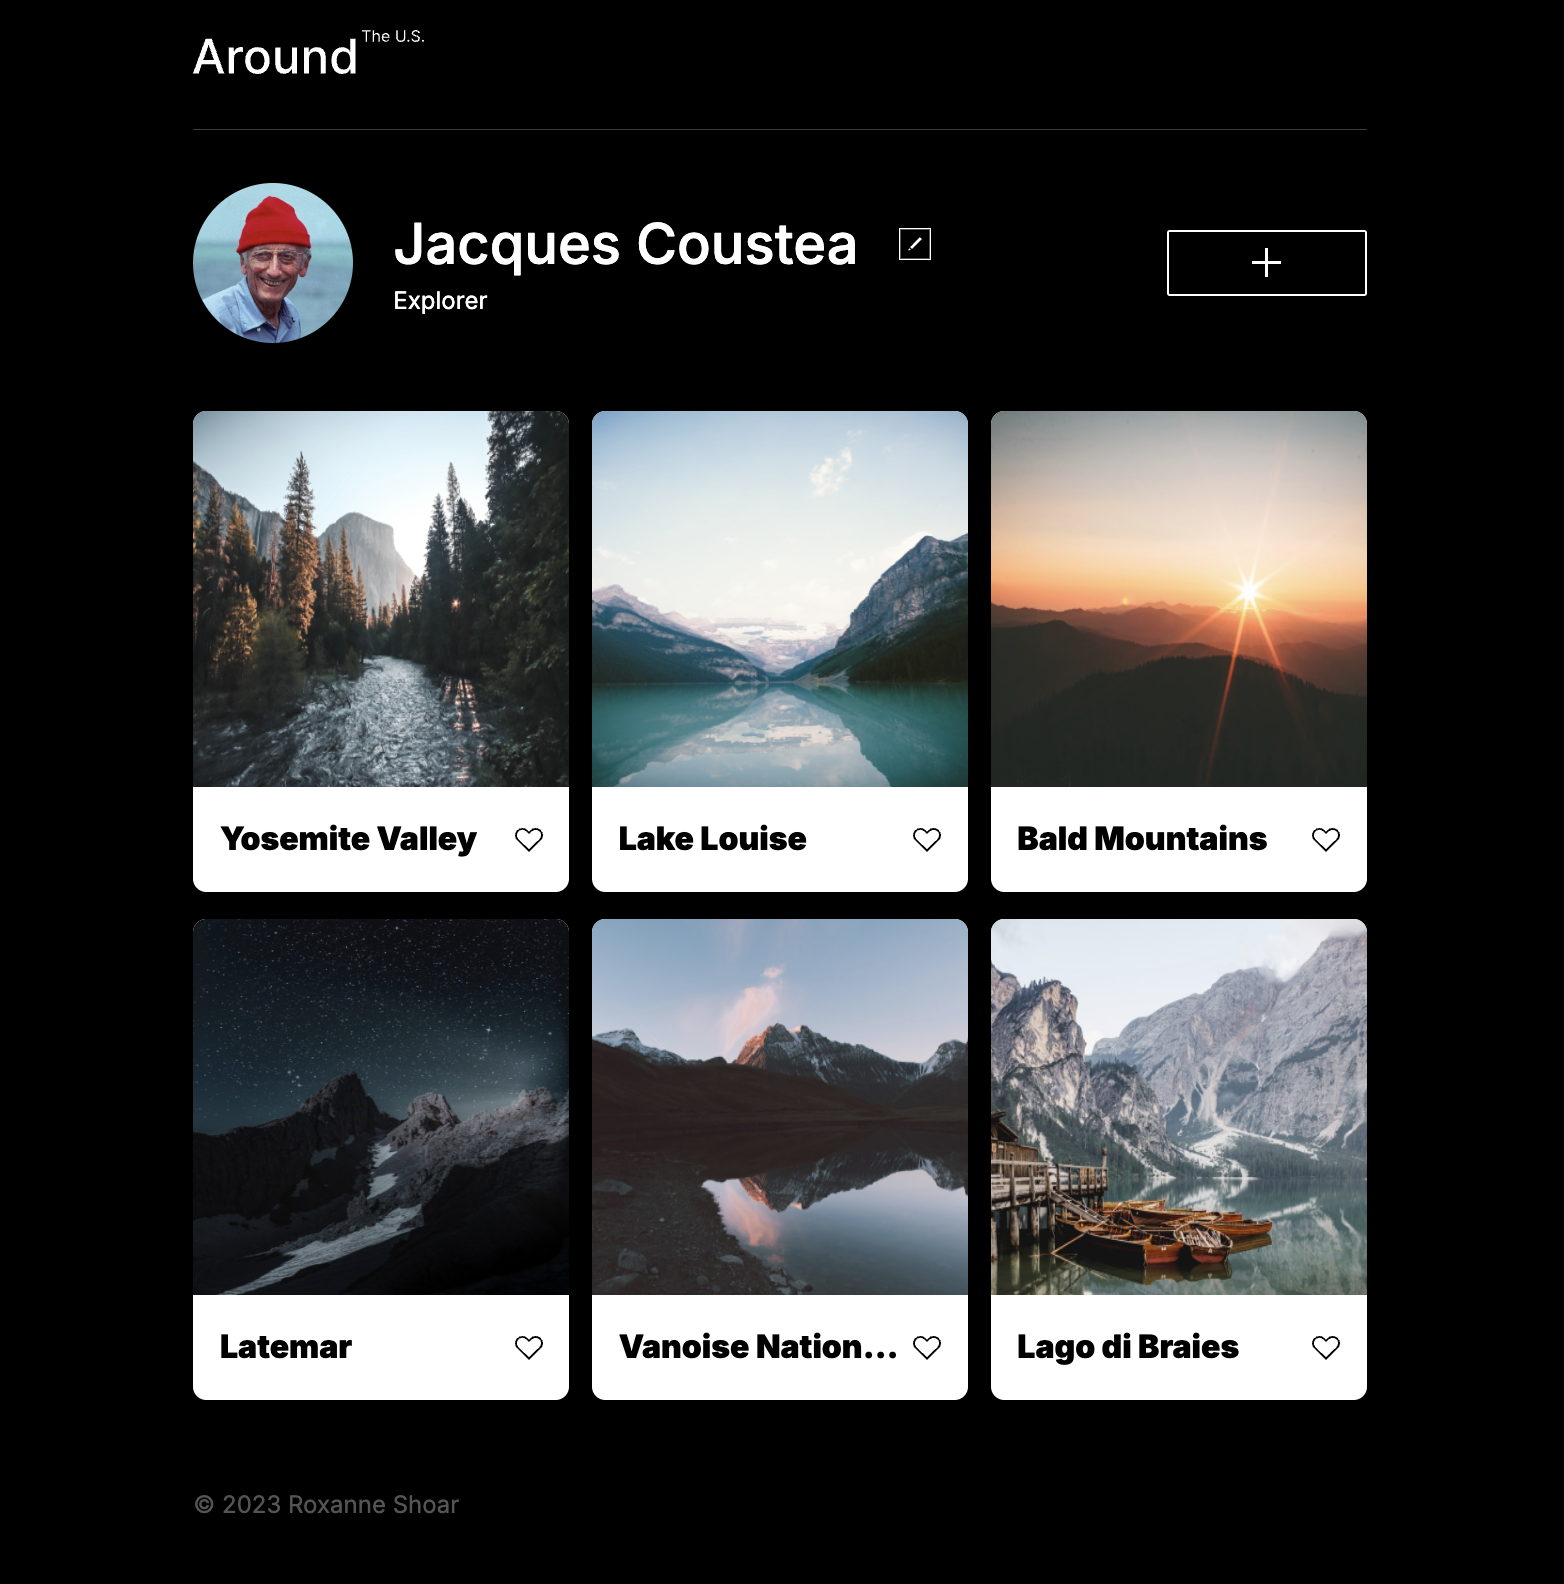 Around The U.S.
Jacques Coustea
Explorer
Yosemite Valley
Lake Louise
Bald Mountains
Latemar
Vanoise Nation...
Lago di Braies
© 2023 Roxanne Shoar